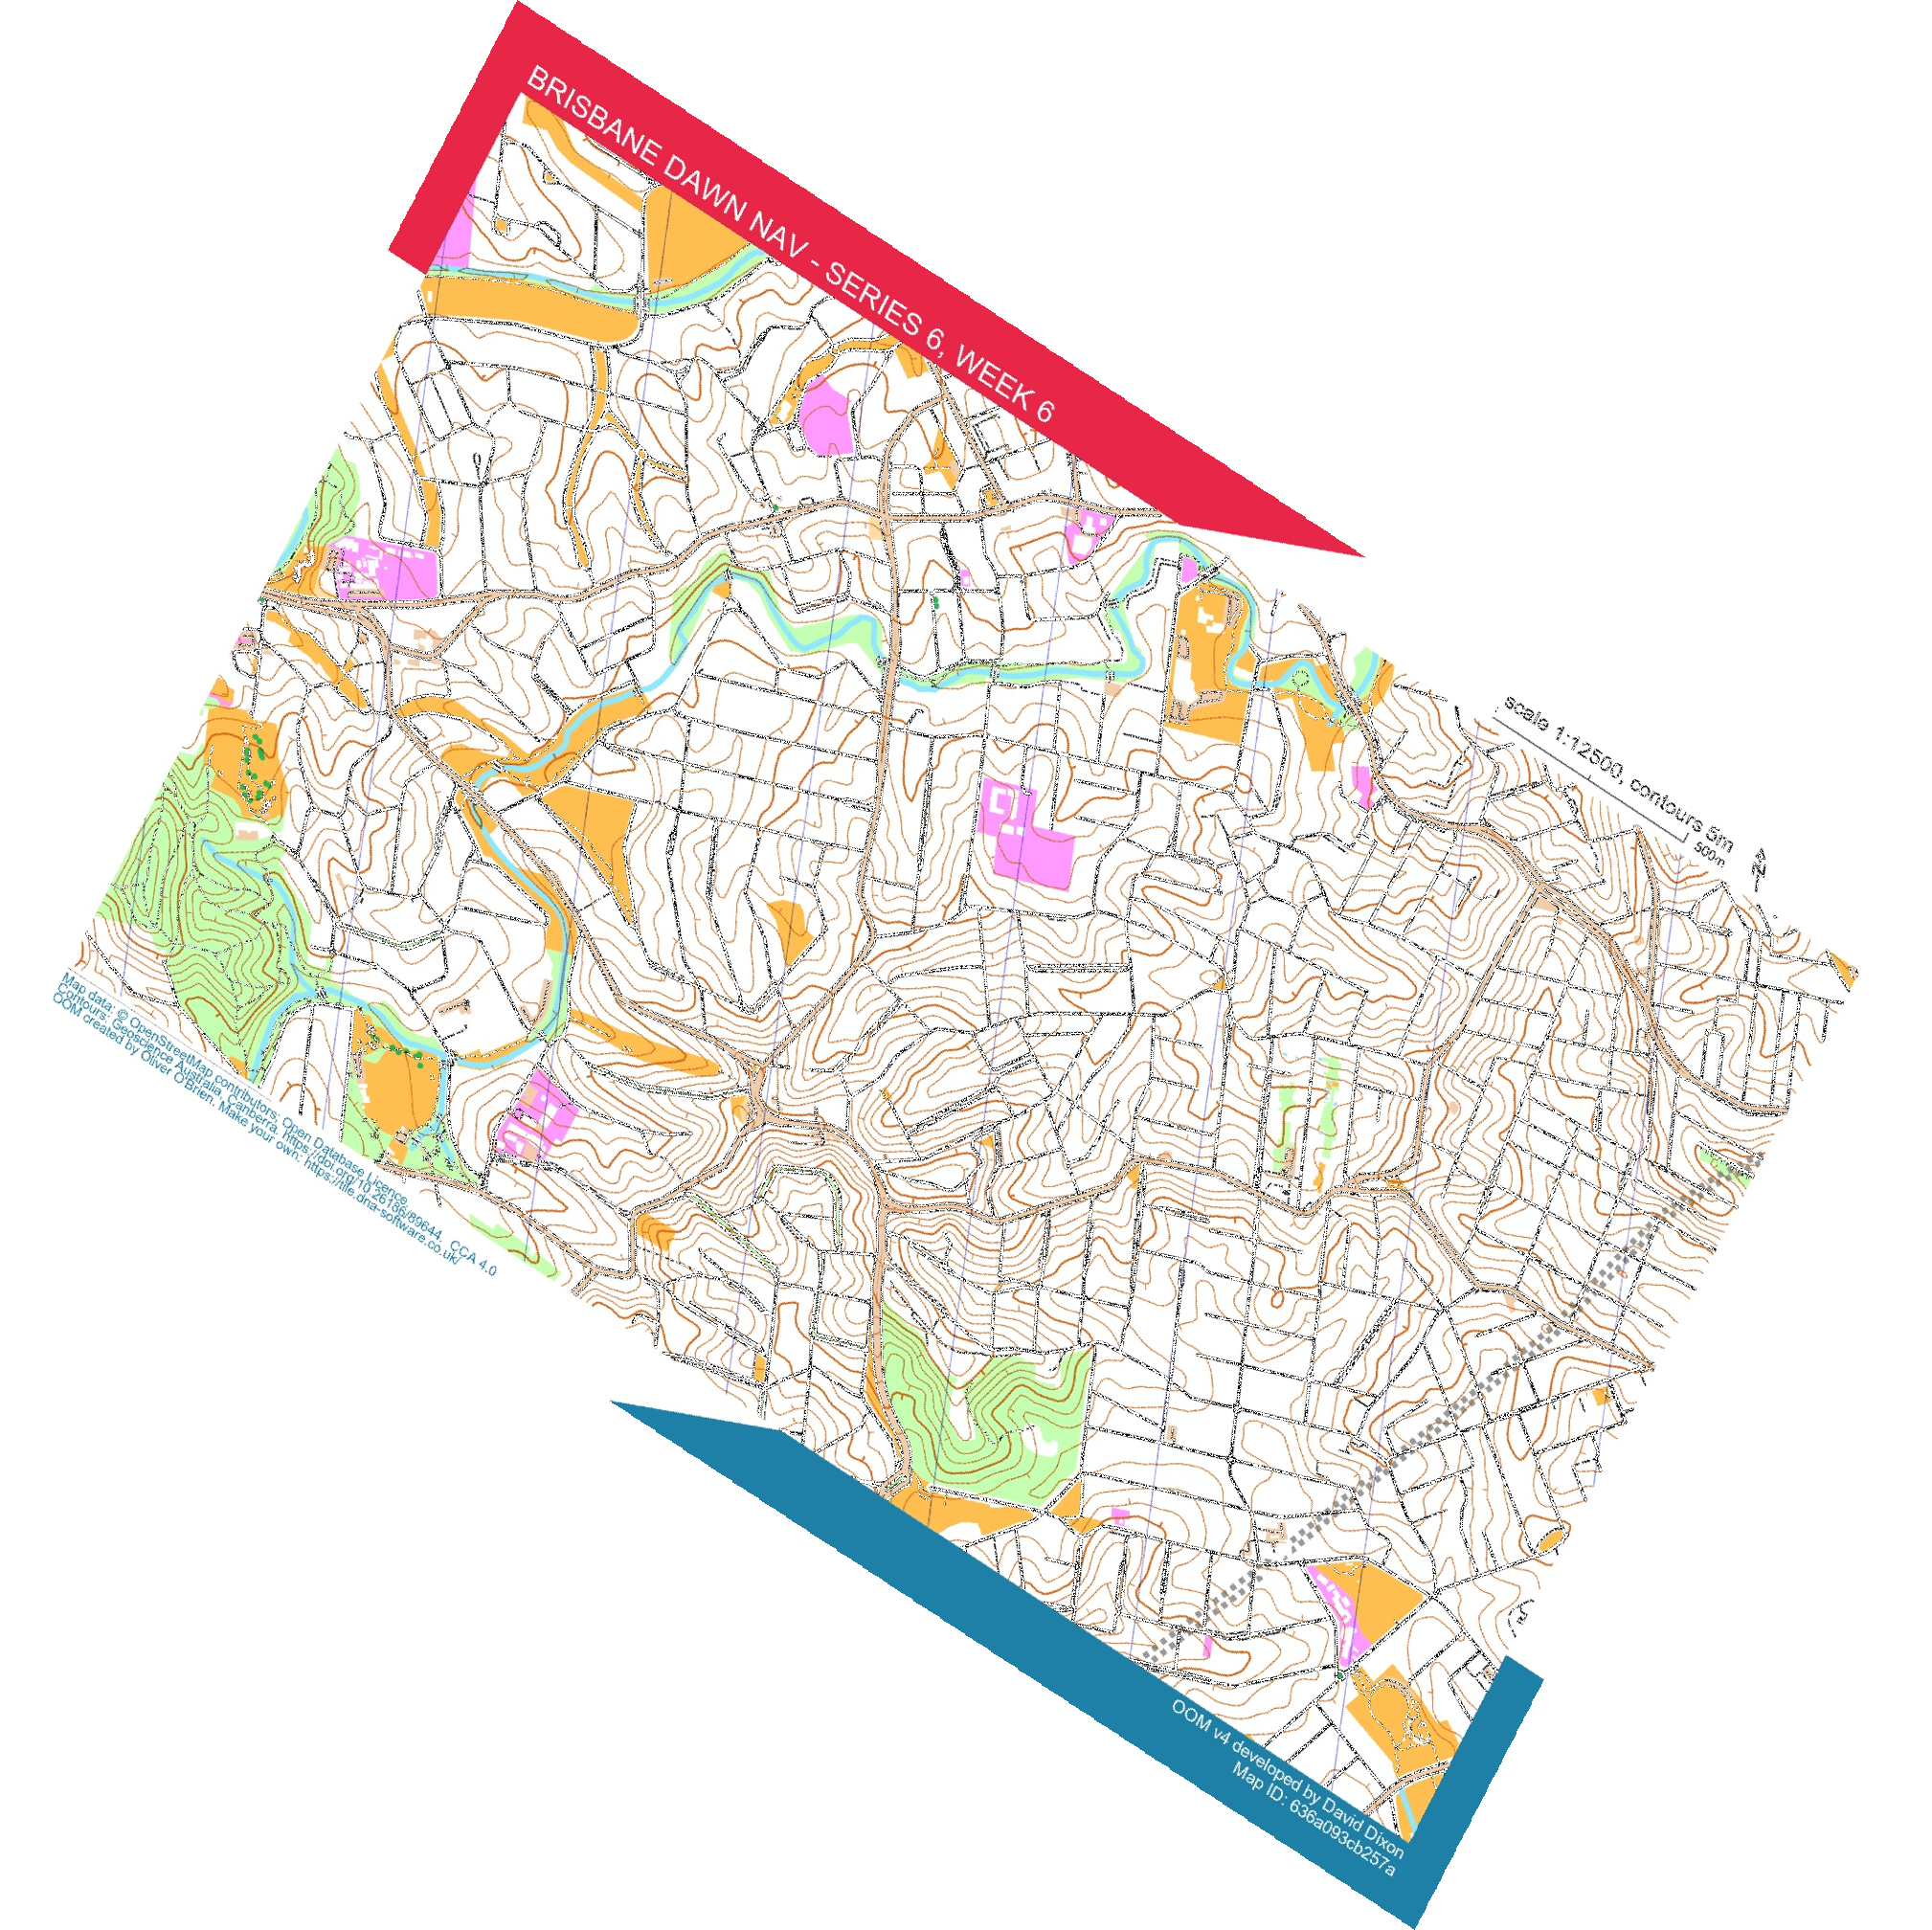 BRISBANE DAWN NAV - SERIES 6, WEEK 6
scale 1:12500, contours 5m
500m
Map data: © OpenStreetMap contributors: Open Database Licence.
Contours: Geoscience Australia, Canberra. https://doi.org/10.26186/89644. CCA 4.0
OOM created by Oliver O'Brien. Make your own: https://life.dna-software.co.uk/
OOM v4 developed by David Dixon
Map ID: 636a093cb257a